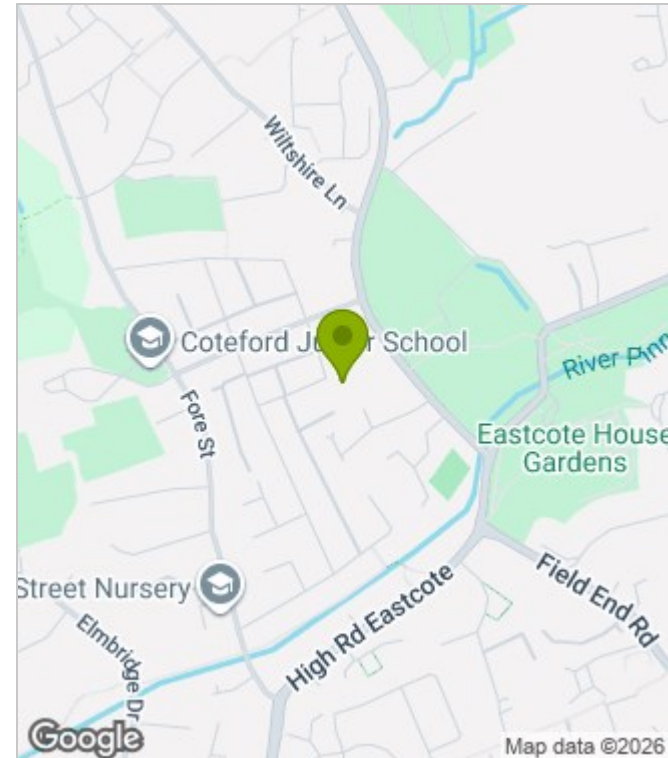 Wiltshire Ln
Coteford Ju
r School
River Pinn
Fore St
Eastcote House
Gardens
Street Nursery
High Rd Eastcote
Field End Rd
Elmbridge Dr
Google
Map data ©2026